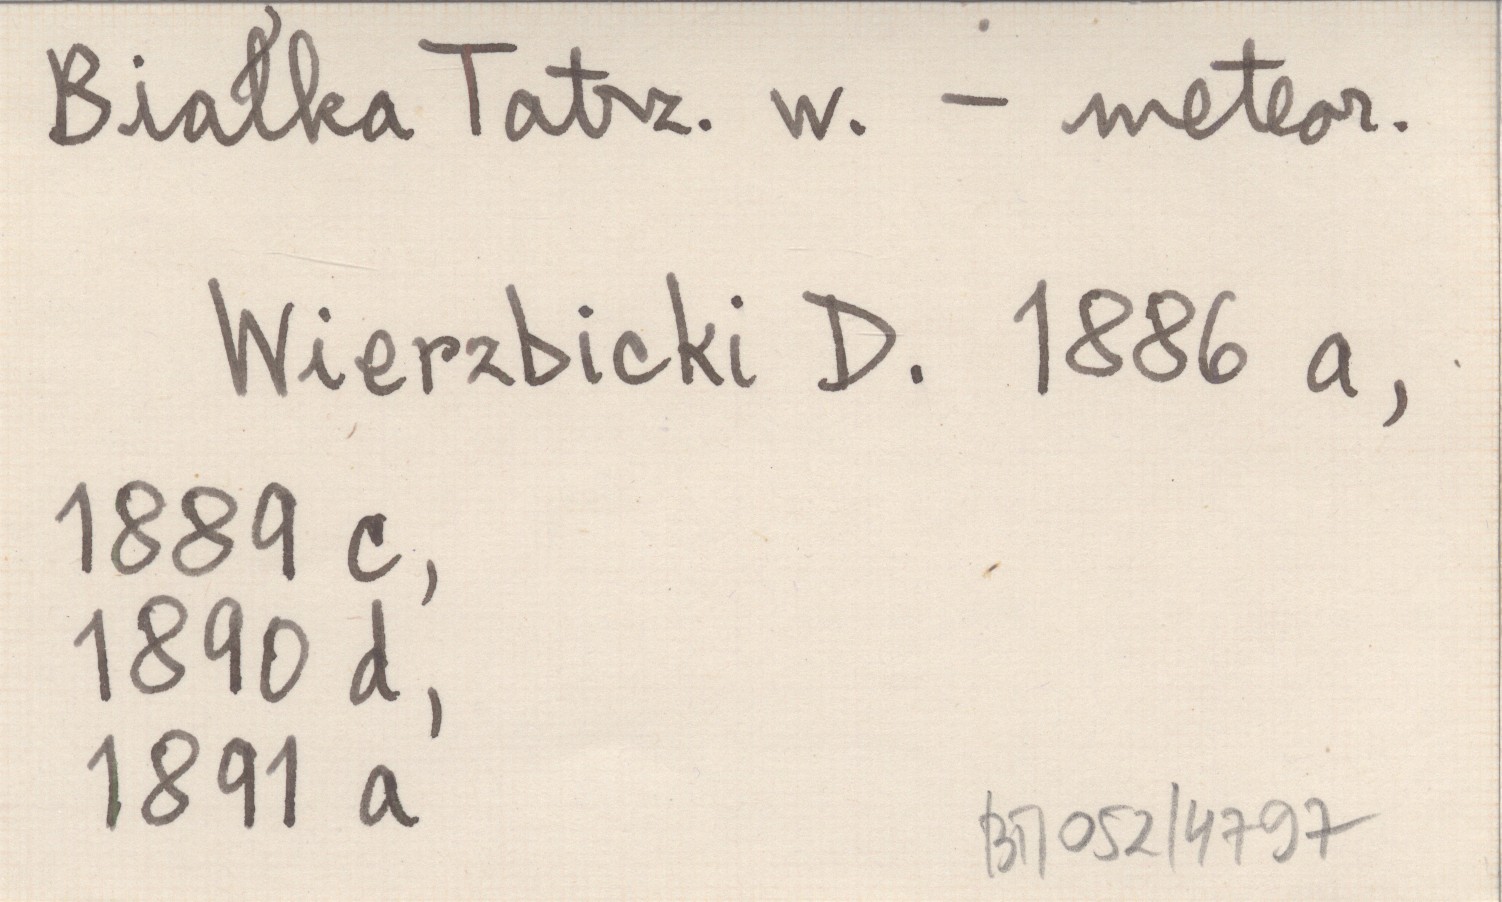 Białka Tatrz. w. – meteor.
Wierzbicki D. 1886 a,
1889 c,
1890 d,
1891 a
BT/052/4797